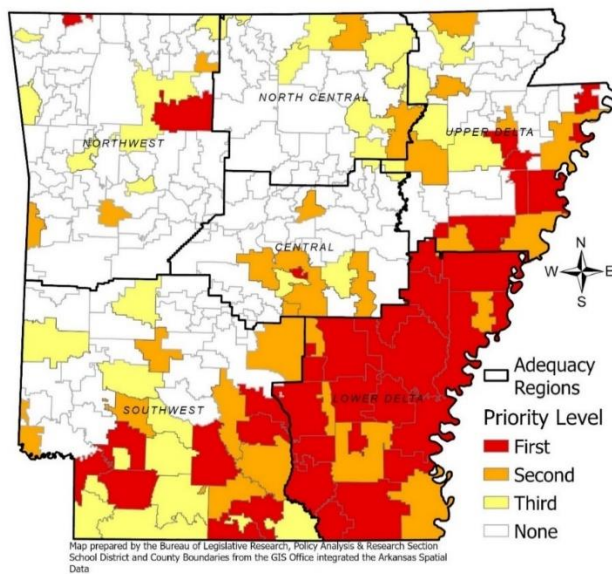 NORTH CENTRAL
UPPER DELTA
NORTHWEST
CENTRAL
N
W E
S
SOUTHWEST
LOWER DELTA
Adequacy
Regions
Priority Level
First
Second
Third
None
Map prepared by the Bureau of Legislative Research, Policy Analysis & Research Section
School District and County Boundaries from the GIS Office integrated the Arkansas Spatial
Data